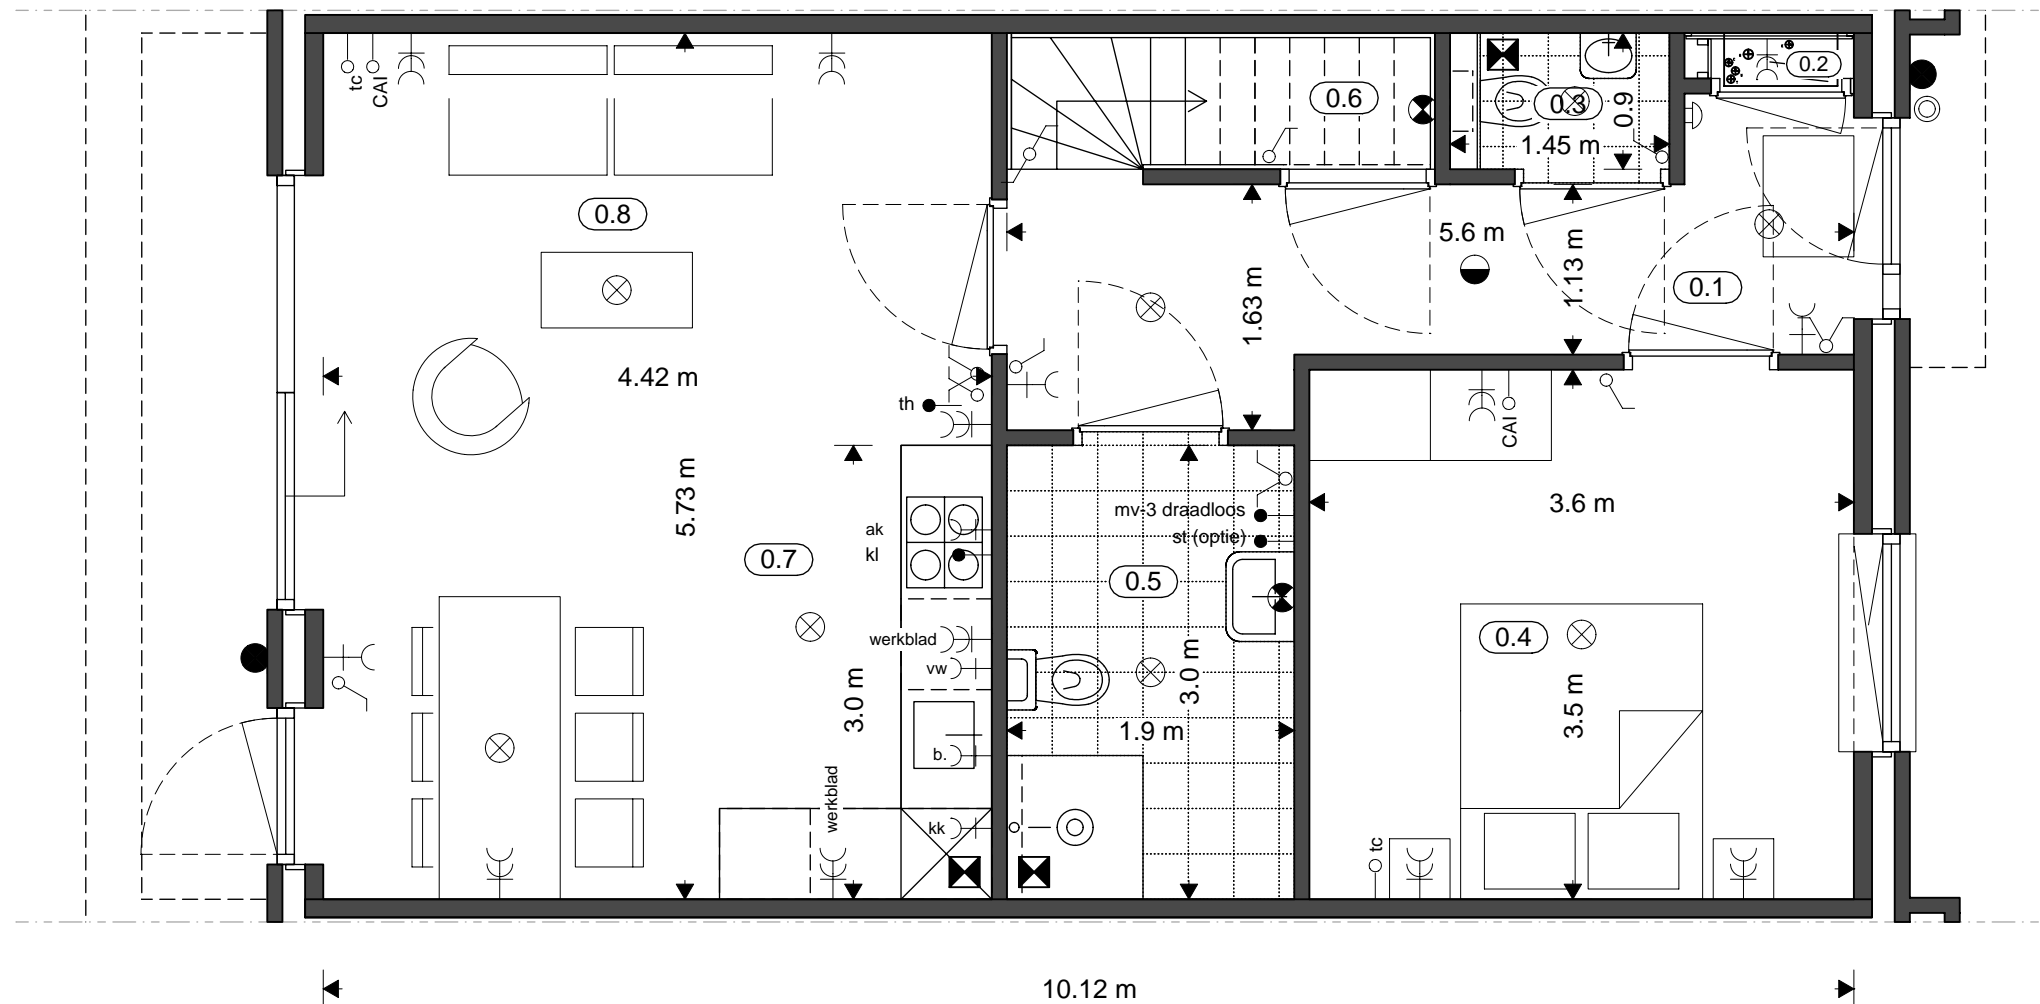 tc
CAI
0.8
4.42 m
5.73 m
0.7
3.0 m
th
ak
kl
werkblad
vw
b.
kk
werkblad
0.6
0.3
0.9
1.45 m
0.2
5.6 m
1.63 m
1.13 m
0.1
CAI
mv-3 draadloos
st (optie)
0.5
3.0 m
1.9 m
3.6 m
0.4
3.5 m
tc
10.12 m